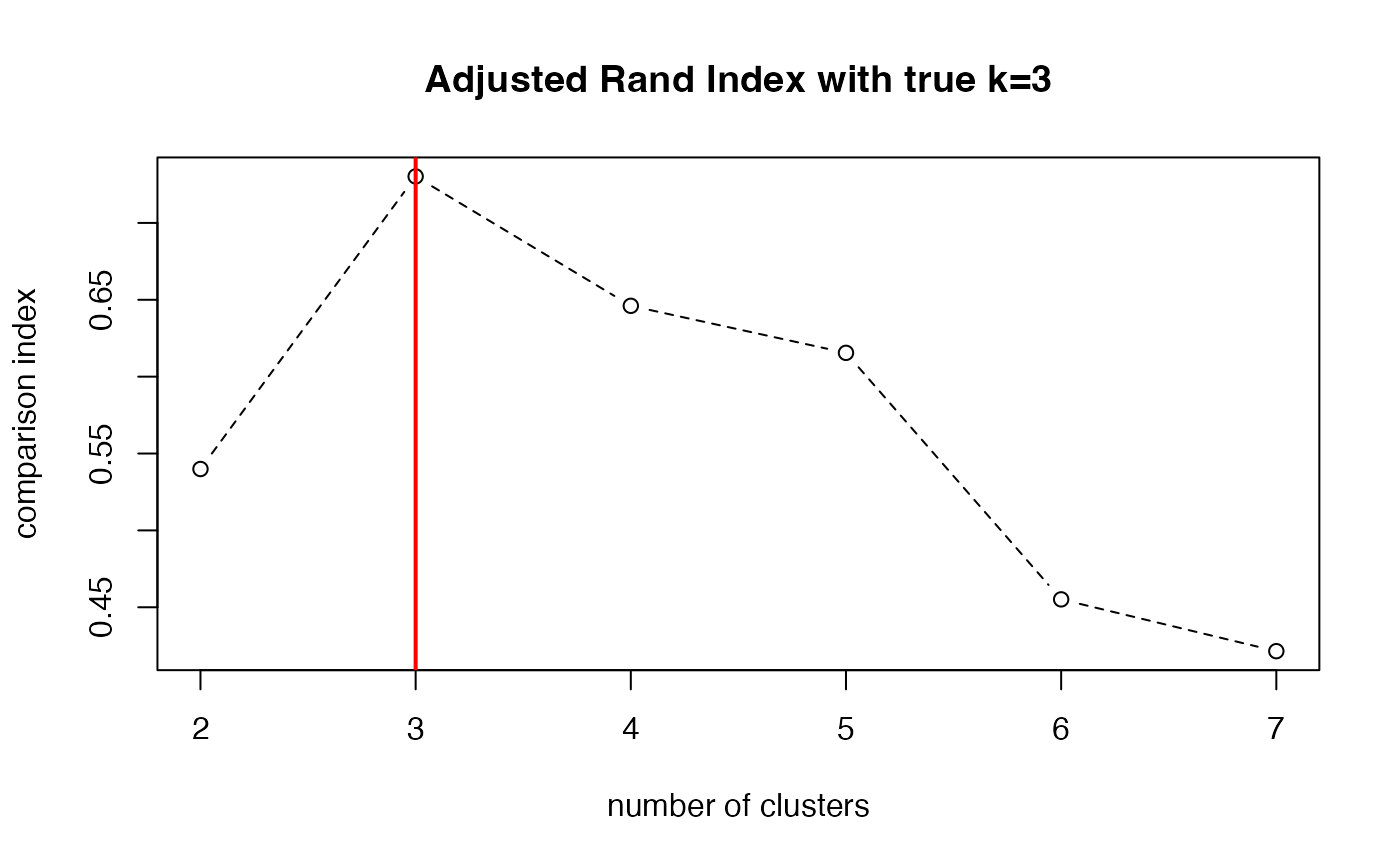 Adjusted Rand Index with true k=3
comparison index
0.65
0.55
0.45
2 3 4 5 6 7
number of clusters